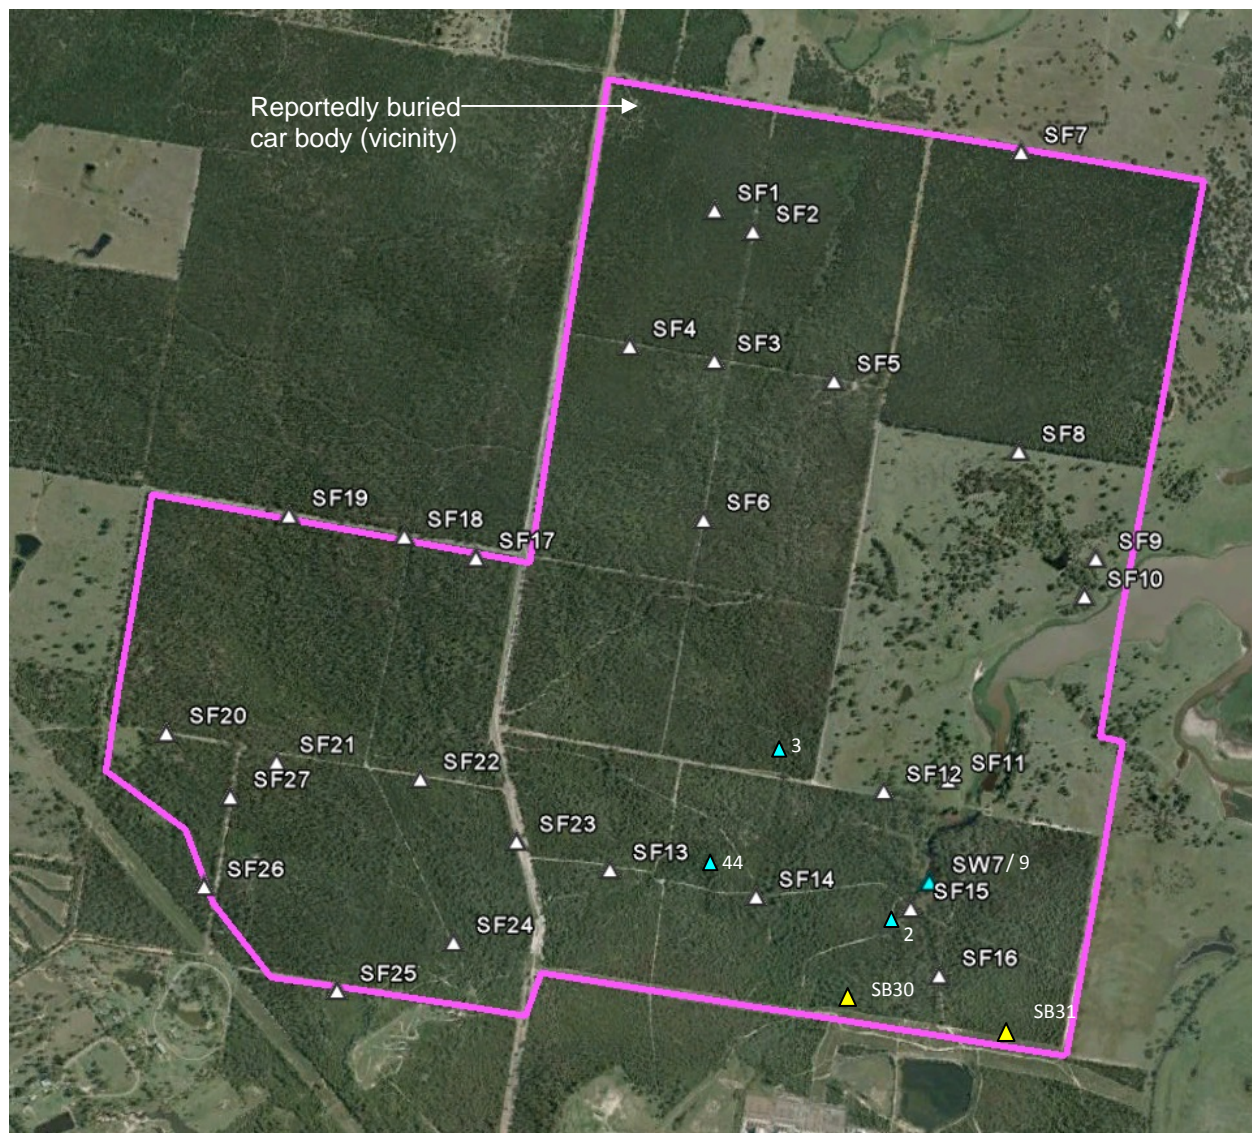 Reportedly buried
car body (vicinity)
SF7
SF1
SF2
SF4
SF3
SF5
SF8
SF19
SF18
SF17
SF6
SF9
SF10
SF20
SF21
SF27
SF22
3
SF12
SF11
SF23
SF13
44
SF14
SW7/ 9
SF15
SF26
2
SF24
SF16
SF25
SB30
SB31